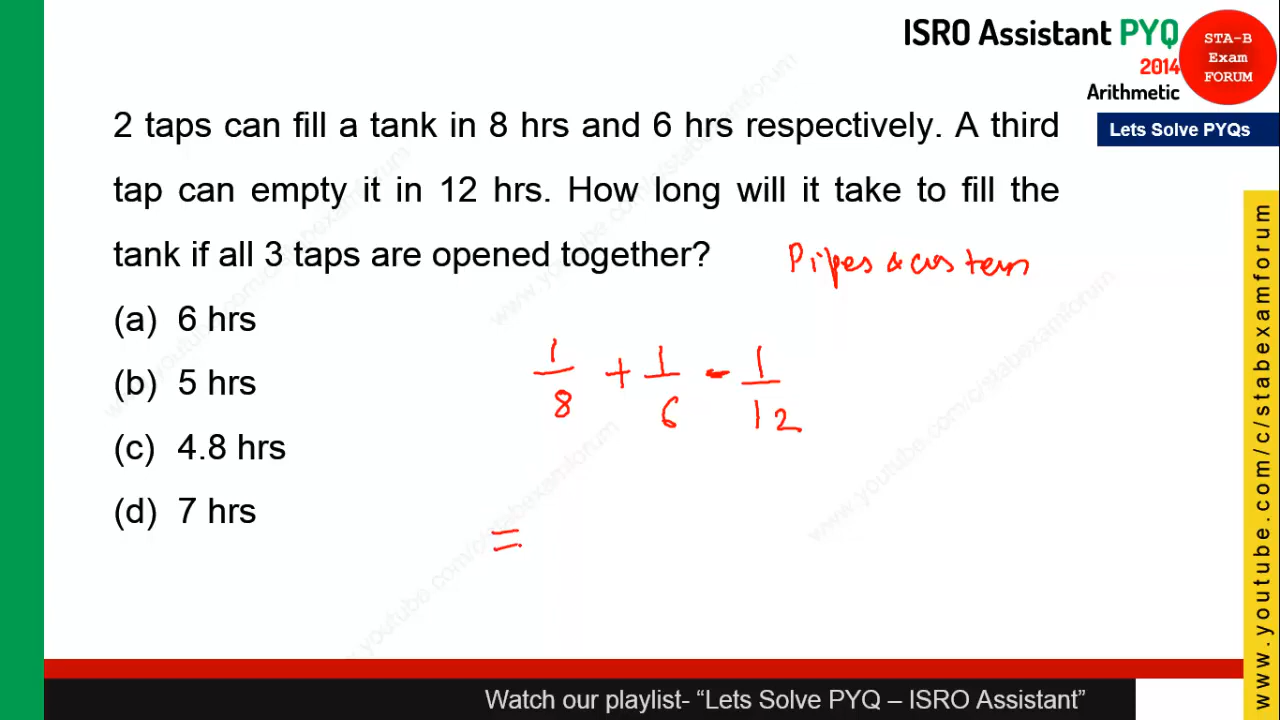 ISRO Assistant PYQ
2014
Arithmetic
STA-B
Exam
FORUM
Lets Solve PYQs
2 taps can fill a tank in 8 hrs and 6 hrs respectively. A third
tap can empty it in 12 hrs. How long will it take to fill the
tank if all 3 taps are opened together?
Pipes &
(a) 6 hrs
(b) 5 hrs
(c) 4.8 hrs
(d) 7 hrs
1/8 + 1/6 - 1/12
=
www.youtube.com/c/stabexamforum
Watch our playlist- “Lets Solve PYQ – ISRO Assistant”